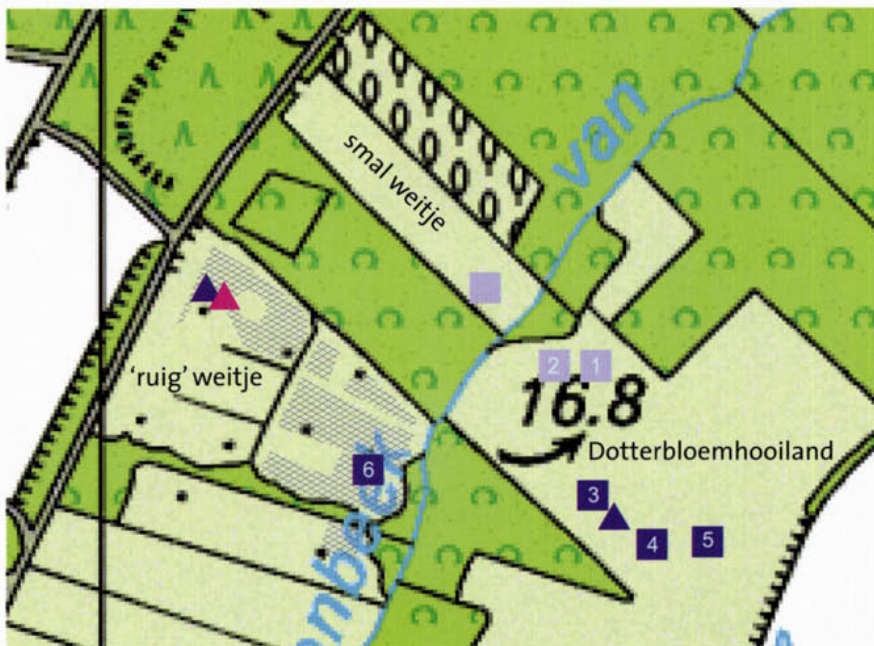 van
smal weitje
2 1
16.8
'ruig' weitje
Dotterbloemhooiland
6
3
4 5
nbeek